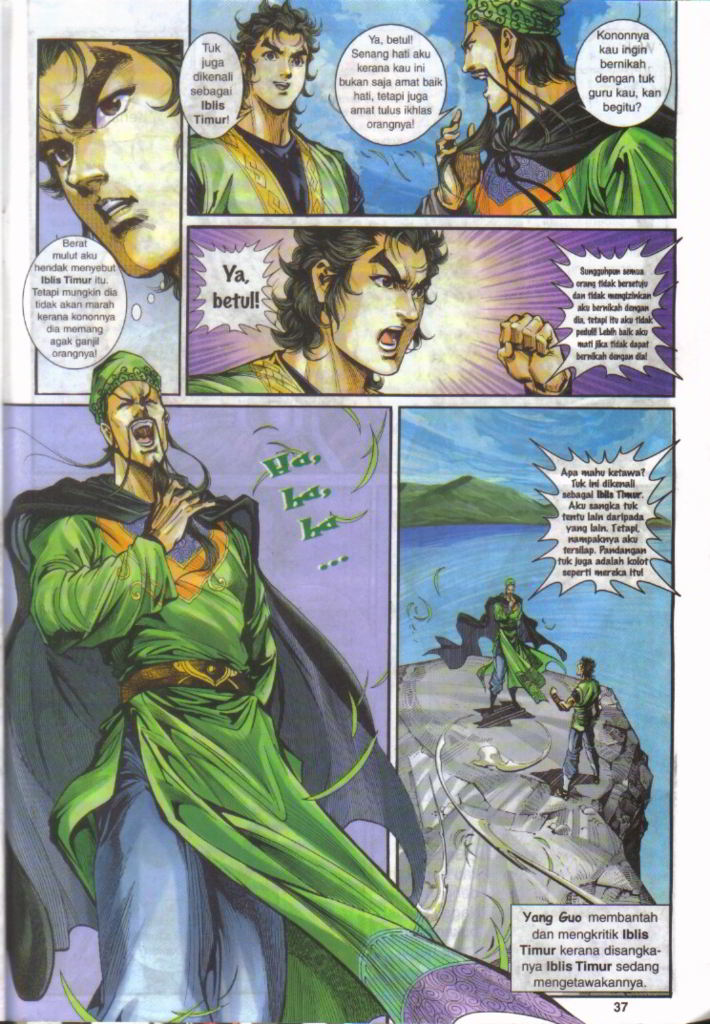 Kononnya
kau ingin
bernikah
dengan tuk
guru kau, kan
begitu?
Ya, betul!
Senang hati aku
kerana kau ini
bukan saja amat baik
hati, tetapi juga
amat tulus ikhlas
orangnya!
Tuk
juga
dikenali
sebagai
Iblis
Timur
Berat
mulut aku
hendak menyebut
Iblis Timur itu.
Tetapi mungkin dia
tidak akan marah
kerana kononnya
dia memang
agak ganjil
orangnya!
Sungguhpun semua
orang tidak bersetuju
dan tidak mengizinkan
aku bernikah dengan
dia, tetapi itu aku tidak
peduli! Lebih baik aku
mati jika tidak dapat
bernikah dengan dia!
Ya,
betul!
Apa mahu ketawa?
Tuk ini dikenali
sebagai Iblis Timur.
Aku sangka tuk
tentu lain daripada
yang lain. Tetapi,
nampaknya aku
tersilap. Pandangan
tuk juga adalah kolot
seperti mereka itu!
Ha,
ha,
ha
...
Yang Guo membantah
dan mengkritik Iblis
Timur kerana disangka-
nya Iblis Timur sedang
mengetawakannya.
37